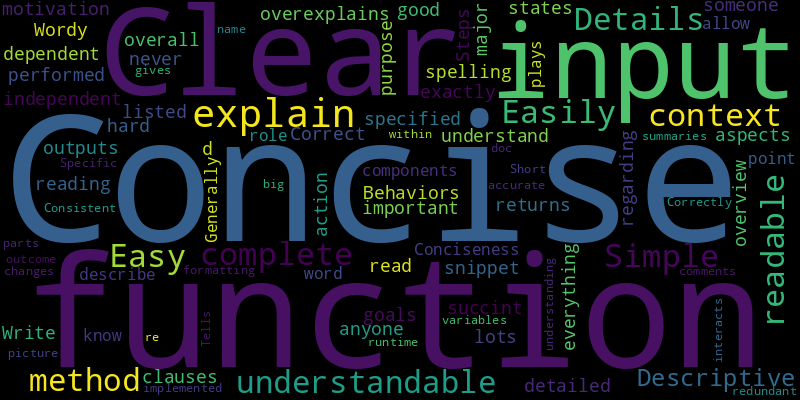 motivation
Clear
overexplains
good
states
someone
Wordy
name
purpose
Steps
major
input
Details
allow
overall
never
gives
dependent
performed
spelling
plays
exactly
independent
listed
explain
specified
Easily
context
hard
role
Correct
within
understand
summaries
aspects
outputs
Concise
Specific
Generally
d
doc
regarding
point
reading
big
action
components
Short
accurate
overview
readable
Behaviors
important
returns
Consistent
Correctly
parts
Easy
complete
Conciseness
Simple
outcome
changes
describe
formatting
word
read
snippet
everything
comments
function
understanding
goals
succint
Write
know
re
Tells
anyone
variables
lots
runtime
interacts
picture
method
clauses
implemented
understandable
detailed
Descriptive
redundant